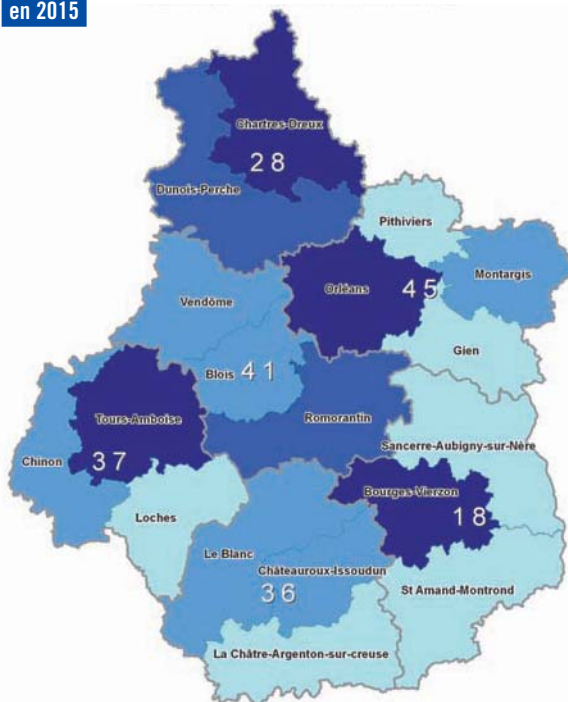 en 2015
Chartres-Dreux
28
Dunois-Perche
Pithiviers
Orléans
45
Montargis
Vendôme
Gien
Blois 41
Tours-Amboise
Romorantin
Sancerre-Aubigny-sur-Nère
Chinon
37
Bourges-Vierzon
Loches
18
Le Blanc
Châteauroux-Issoudun
36
St Amand-Montrond
La Châtre-Argenton-sur-creuse